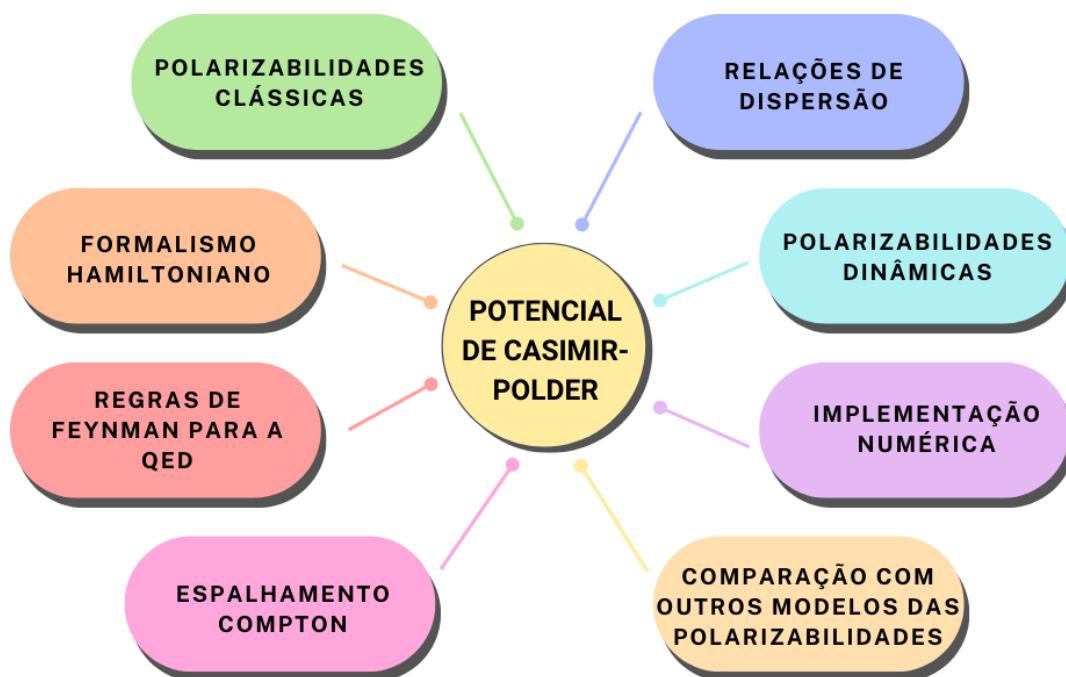 POLARIZABILIDADES
CLÁSSICAS
RELAÇÕES DE
DISPERSÃO
FORMALISMO
HAMILTONIANO
POLARIZABILIDADES
DINÂMICAS
POTENCIAL
DE CASIMIR-
POLDER
REGRAS DE
FEYNMAN PARA A
QED
IMPLEMENTAÇÃO
NUMÉRICA
ESPALHAMENTO
COMPTON
COMPARAÇÃO COM
OUTROS MODELOS DAS
POLARIZABILIDADES